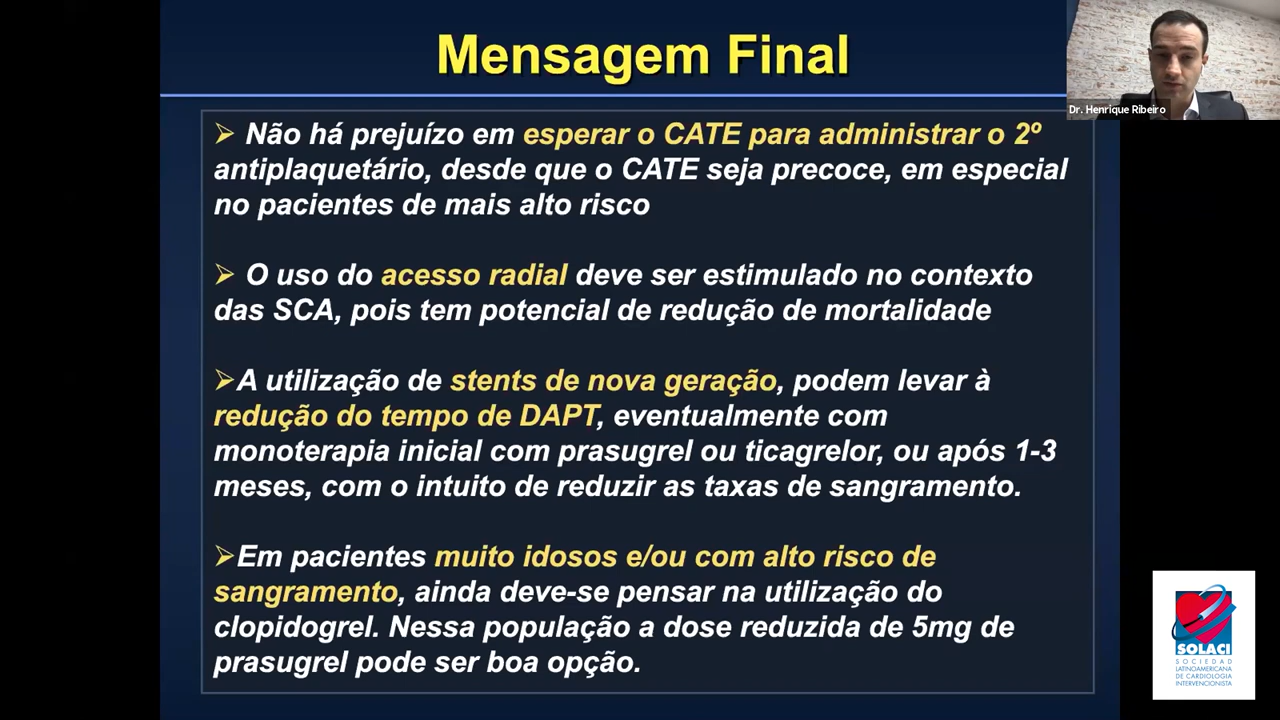 Mensagem Final
Dr. Henrique Ribeiro
➢ Não há prejuízo em esperar o CATE para administrar o 2º
antiplaquetário, desde que o CATE seja precoce, em especial
no pacientes de mais alto risco
➢ O uso do acesso radial deve ser estimulado no contexto
das SCA, pois tem potencial de redução de mortalidade
➢A utilização de stents de nova geração, podem levar à
redução do tempo de DAPT, eventualmente com
monoterapia inicial com prasugrel ou ticagrelor, ou após 1-3
meses, com o intuito de reduzir as taxas de sangramento.
➢Em pacientes muito idosos e/ou com alto risco de
sangramento, ainda deve-se pensar na utilização do
clopidogrel. Nessa população a dose reduzida de 5mg de
prasugrel pode ser boa opção.
SOLACI
SOCIEDAD
LATINOAMERICANA
DE CARDIOLOGIA
INTERVENCIONISTA